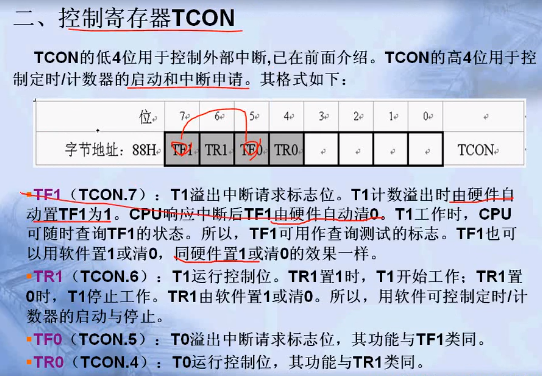 二、控制寄存器TCON
TCON的低4位用于控制外部中断,已在前面介绍。TCON的高4位用于控
制定时/计数器的启动和中断申请。其格式如下：
位 7 6 5 4 3 2 1 0
字节地址：88H TF1 TR1 TF0 TR0 TCON
TF1（TCON.7）：T1溢出中断请求标志位。T1计数溢出时由硬件自
动置TF1为1。CPU响应中断后TF1由硬件自动清0。T1工作时，CPU
可随时查询TF1的状态。所以，TF1可用作查询测试的标志。TF1也可
以用软件置1或清0，同硬件置1或清0的效果一样。
TR1（TCON.6）：T1运行控制位。TR1置1时，T1开始工作；TR1置
0时，T1停止工作。TR1由软件置1或清0。所以，用软件可控制定时/计
数器的启动与停止。
TF0（TCON.5）：T0溢出中断请求标志位，其功能与TF1类同。
TR0（TCON.4）：T0运行控制位，其功能与TR1类同。